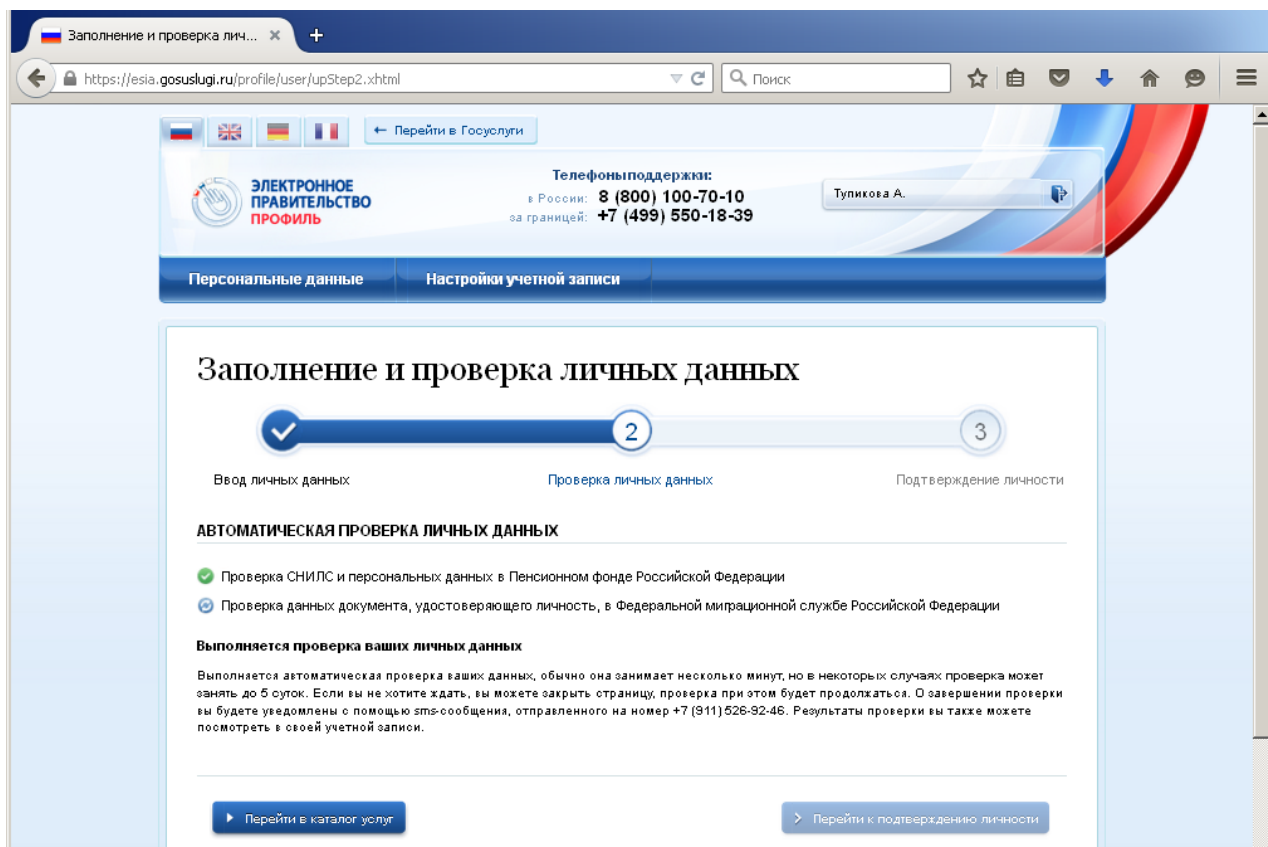 Заполнение и проверка лич...
https://esia.gosuslugi.ru/profile/user/upStep2.xhtml
Поиск
← Перейти в Госуслуги
ЭЛЕКТРОННОЕ
ПРАВИТЕЛЬСТВО
ПРОФИЛЬ
Телефоныподдержки:
в России: 8 (800) 100-70-10
за границей: +7 (499) 550-18-39
Тупикова А.
Персональные данные
Настройки учетной записи
Заполнение и проверка личных данных
2
3
Ввод личных данных
Проверка личных данных
Подтверждение личности
АВТОМАТИЧЕСКАЯ ПРОВЕРКА ЛИЧНЫХ ДАННЫХ
Проверка СНИЛС и персональных данных в Пенсионном фонде Российской Федерации
Проверка данных документа, удостоверяющего личность, в Федеральной миграционной службе Российской Федерации
Выполняется проверка ваших личных данных
Выполняется автоматическая проверка ваших данных, обычно она занимает несколько минут, но в некоторых случаях проверка может
занять до 5 суток. Если вы не хотите ждать, вы можете закрыть страницу, проверка при этом будет продолжаться. О завершении проверки
вы будете уведомлены с помощью sms-сообщения, отправленного на номер +7 (911) 526-92-46. Результаты проверки вы также можете
посмотреть в своей учетной записи.
Перейти в каталог услуг
Перейти к подтверждению личности